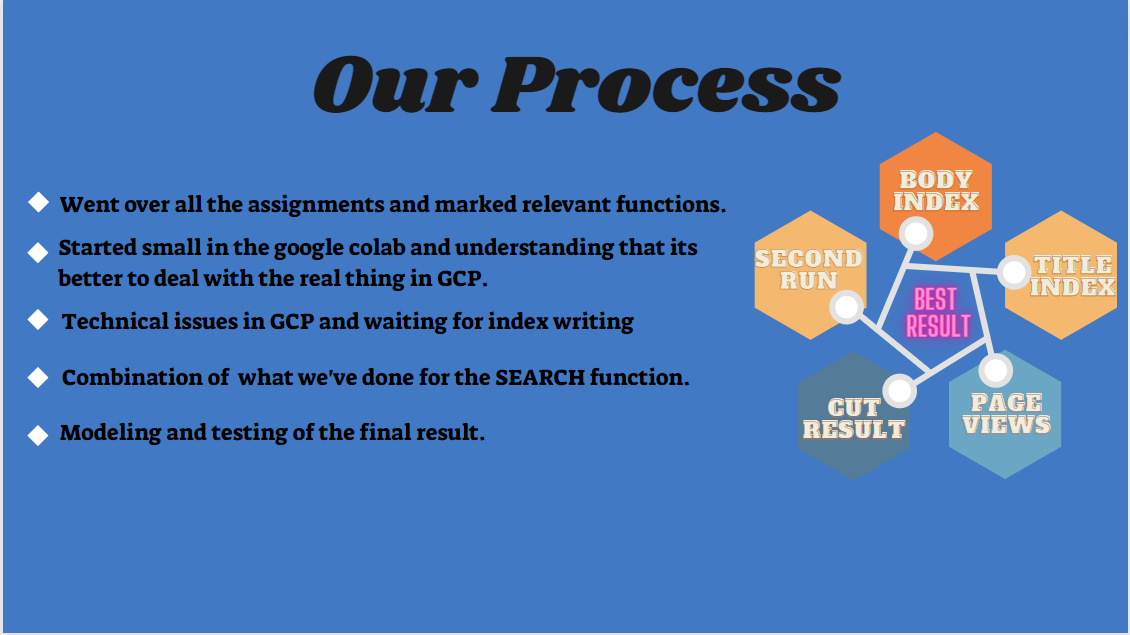 Our Process
Went over all the assignments and marked relevant functions.
Started small in the google colab and understanding that its
better to deal with the real thing in GCP.
Technical issues in GCP and waiting for index writing
Combination of  what we've done for the SEARCH function.
Modeling and testing of the final result.
BODY
INDEX
TITLE
INDEX
PAGE
VIEWS
CUT
RESULT
SECOND
RUN
BEST
RESULT